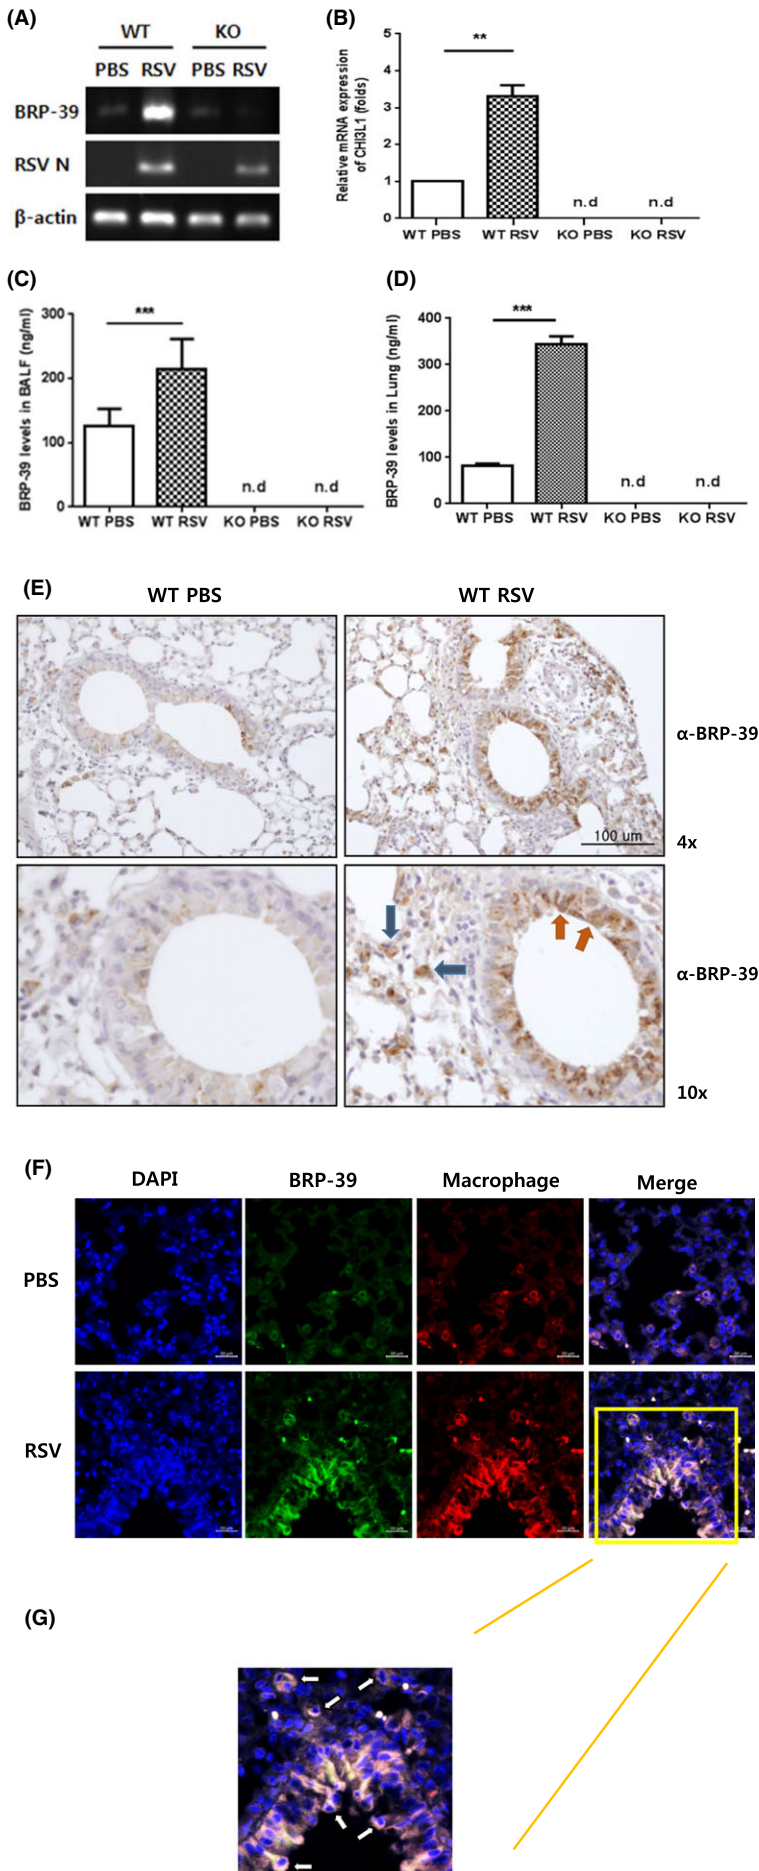 (A)
WT KO
PBS RSV PBS RSV
BRP-39
RSV N
β-actin
(B)
Relative mRNA expression
of CHI3L1 (folds)
5
4
3
2
1
0
**
n.d n.d
WT PBS WT RSV KO PBS KO RSV
(C)
BRP-39 levels in BALF (ng/ml)
300
200
100
0
***
n.d n.d
WT PBS WT RSV KO PBS KO RSV
(D)
BRP-39 levels in Lung (ng/ml)
400
300
200
100
0
***
n.d n.d
WT PBS WT RSV KO PBS KO RSV
(E)
WT PBS WT RSV
α-BRP-39
100 um
4x
α-BRP-39
10x
(F)
DAPI BRP-39 Macrophage Merge
PBS
RSV
(G)